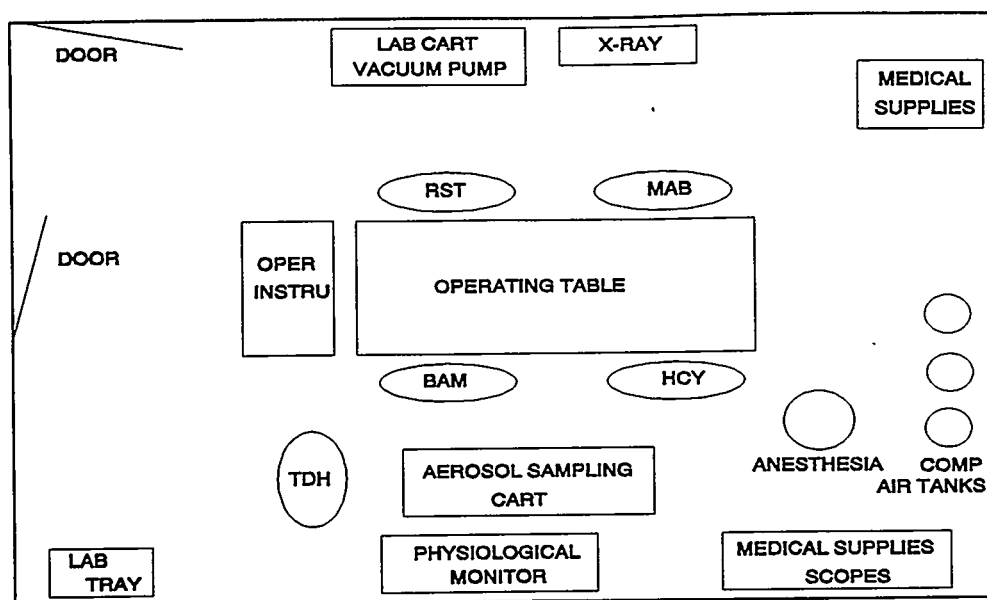 DOOR
LAB CART
VACUUM PUMP
X-RAY
MEDICAL
SUPPLIES
RST
MAB
DOOR
OPER
INSTRU
OPERATING TABLE
BAM
HCY
TDH
AEROSOL SAMPLING
CART
ANESTHESIA
COMP
AIR TANKS
LAB
TRAY
PHYSIOLOGICAL
MONITOR
MEDICAL SUPPLIES
SCOPES